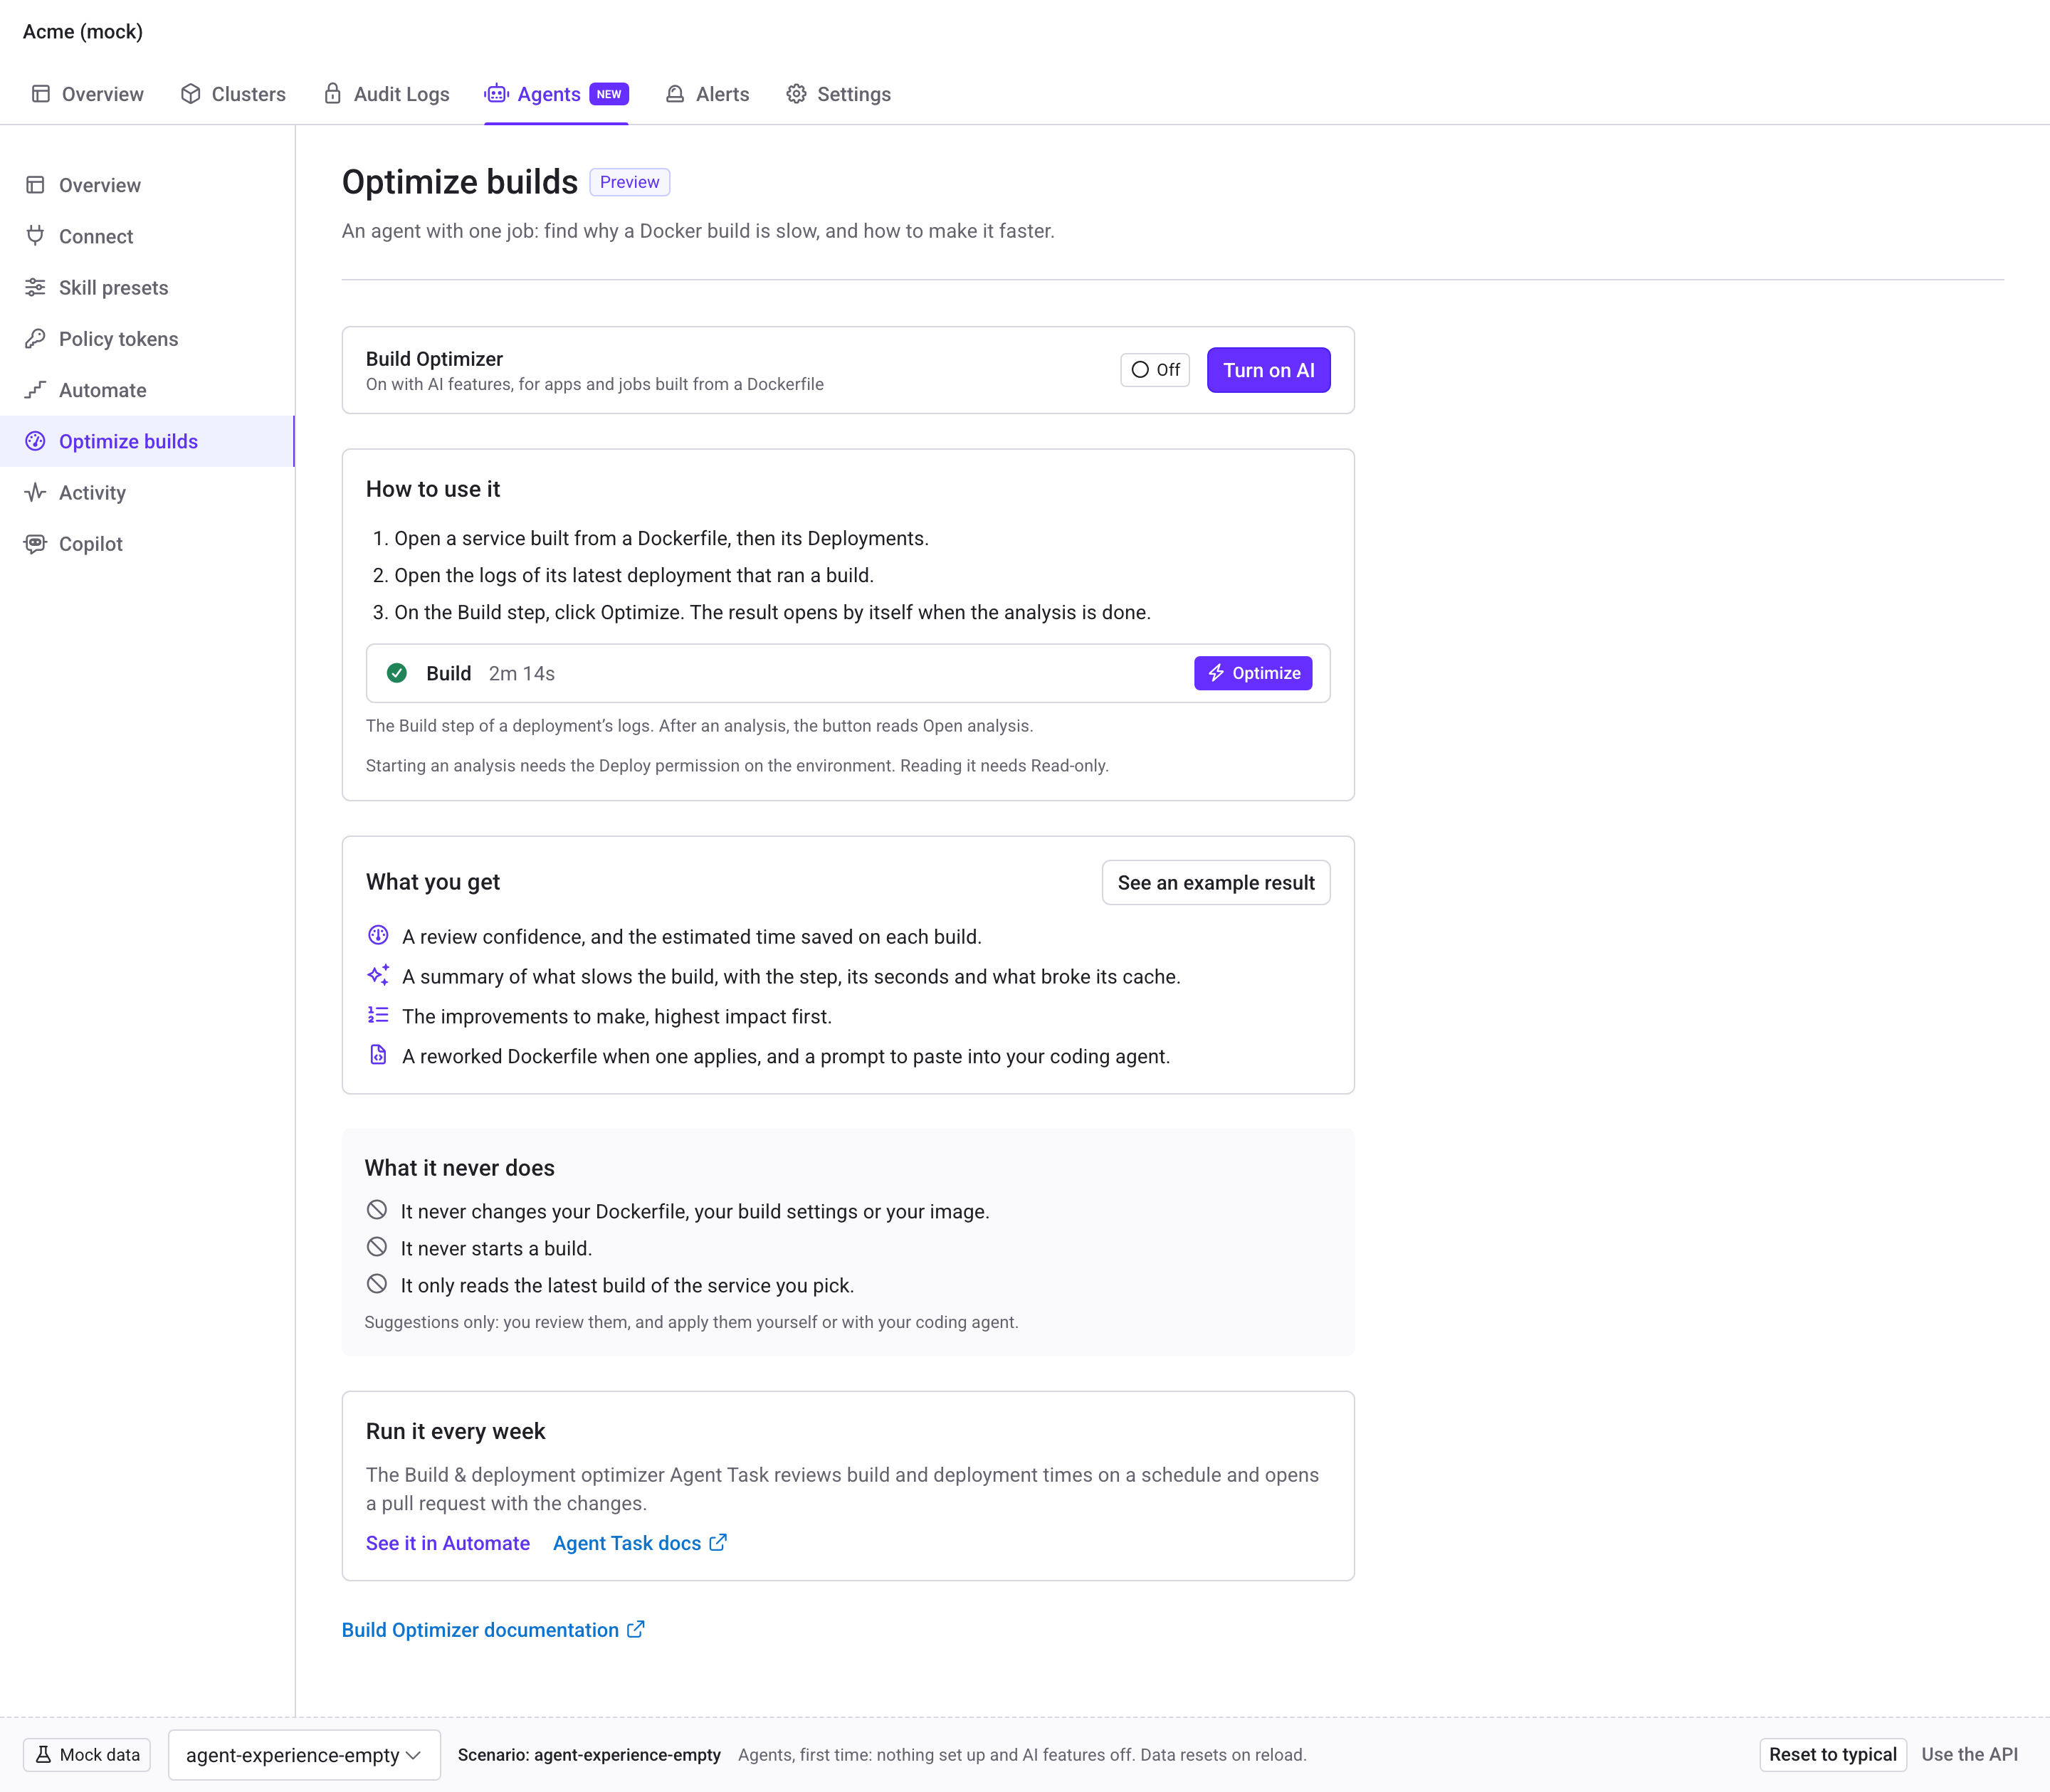 Acme (mock)
Overview
Clusters
Audit Logs
Agents NEW
Alerts
Settings
Overview
Connect
Skill presets
Policy tokens
Automate
Optimize builds
Activity
Copilot
Optimize builds Preview
An agent with one job: find why a Docker build is slow, and how to make it faster.
Build Optimizer
On with AI features, for apps and jobs built from a Dockerfile
Off
Turn on AI
How to use it
1. Open a service built from a Dockerfile, then its Deployments.
2. Open the logs of its latest deployment that ran a build.
3. On the Build step, click Optimize. The result opens by itself when the analysis is done.
Build 2m 14s
Optimize
The Build step of a deployment’s logs. After an analysis, the button reads Open analysis.
Starting an analysis needs the Deploy permission on the environment. Reading it needs Read-only.
What you get
See an example result
A review confidence, and the estimated time saved on each build.
A summary of what slows the build, with the step, its seconds and what broke its cache.
The improvements to make, highest impact first.
A reworked Dockerfile when one applies, and a prompt to paste into your coding agent.
What it never does
It never changes your Dockerfile, your build settings or your image.
It never starts a build.
It only reads the latest build of the service you pick.
Suggestions only: you review them, and apply them yourself or with your coding agent.
Run it every week
The Build & deployment optimizer Agent Task reviews build and deployment times on a schedule and opens
a pull request with the changes.
See it in Automate
Agent Task docs
Build Optimizer documentation
Mock data
agent-experience-empty
Scenario: agent-experience-empty
Agents, first time: nothing set up and AI features off. Data resets on reload.
Reset to typical
Use the API